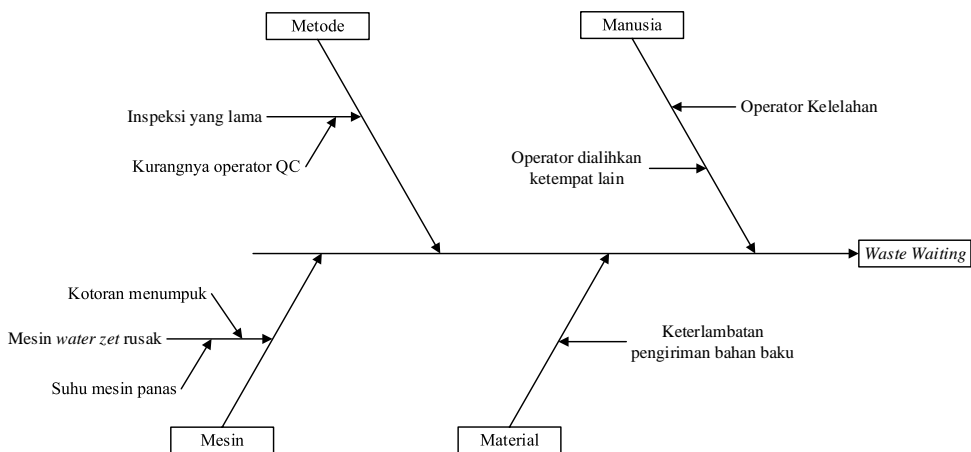 Metode
Manusia
Inspeksi yang lama
Operator Kelelahan
Kurangnya operator QC
Operator dialihkan
ketempat lain
Waste Waiting
Kotoran menumpuk
Mesin water zet rusak
Keterlambatan
pengiriman bahan baku
Suhu mesin panas
Mesin
Material